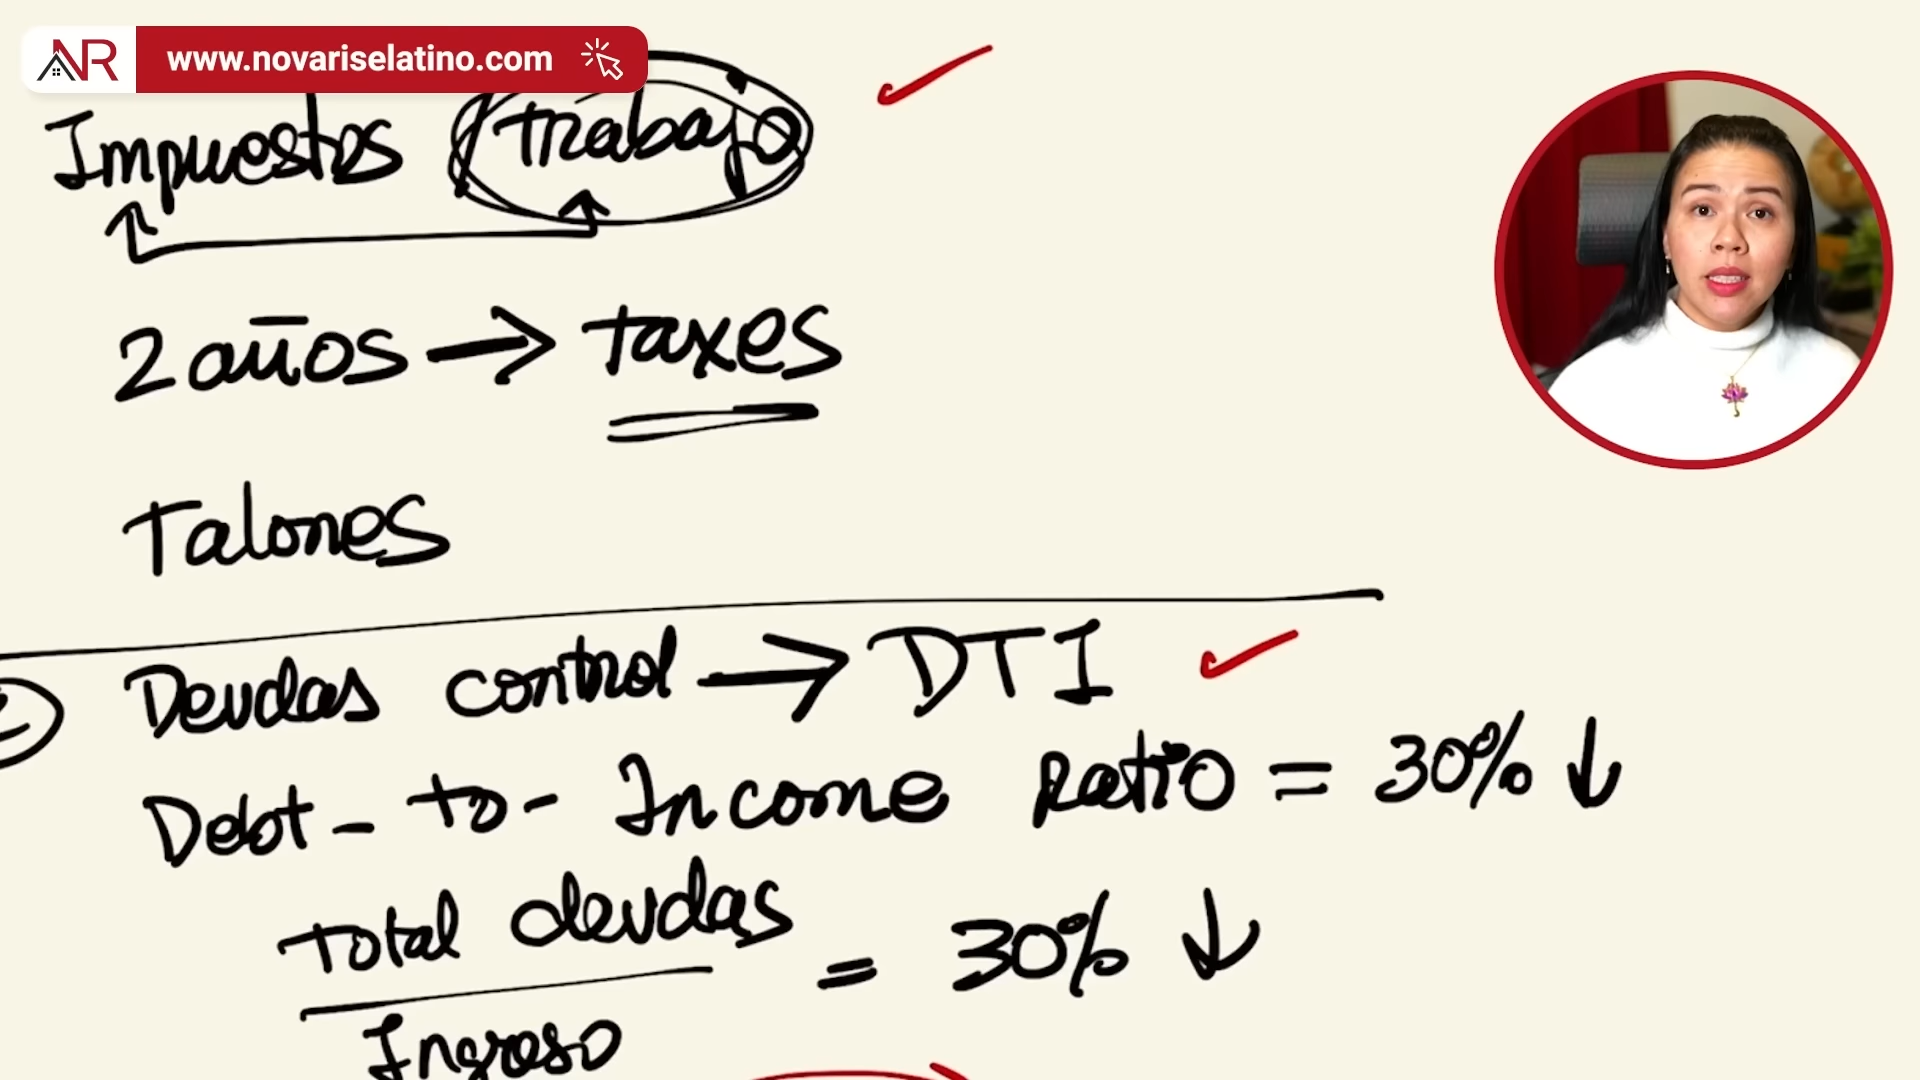 NR www.novariselatino.com
Impuestos trabajo
2 años → taxes
Talones
Deudas control → DTI
Debt - to - Income Ratio = 30% ↓
Total deudas = 30% ↓
Ingreso